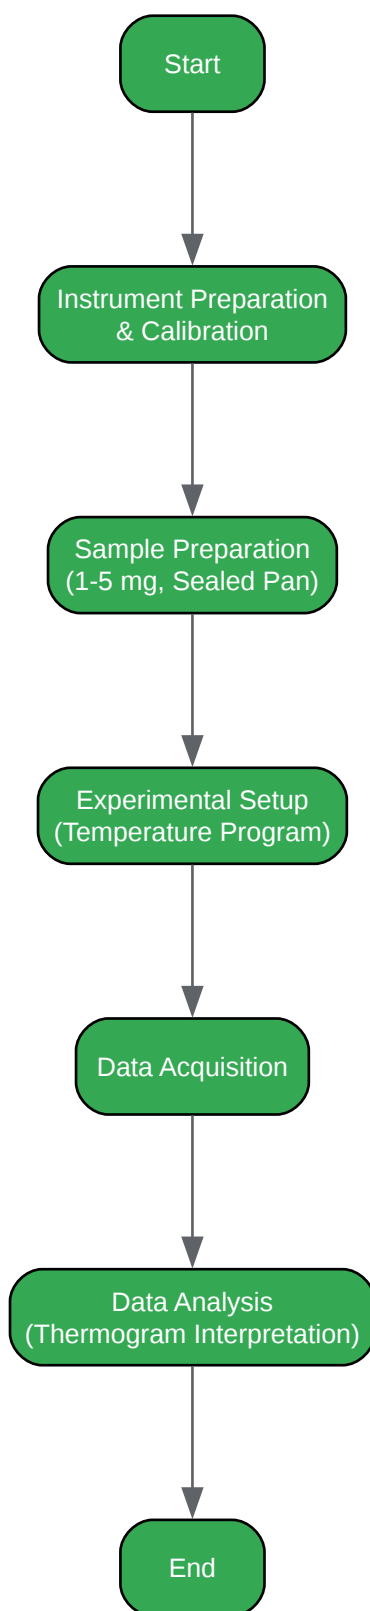 Start
Instrument Preparation
& Calibration
Sample Preparation
(1-5 mg, Sealed Pan)
Experimental Setup
(Temperature Program)
Data Acquisition
Data Analysis
(Thermogram Interpretation)
End